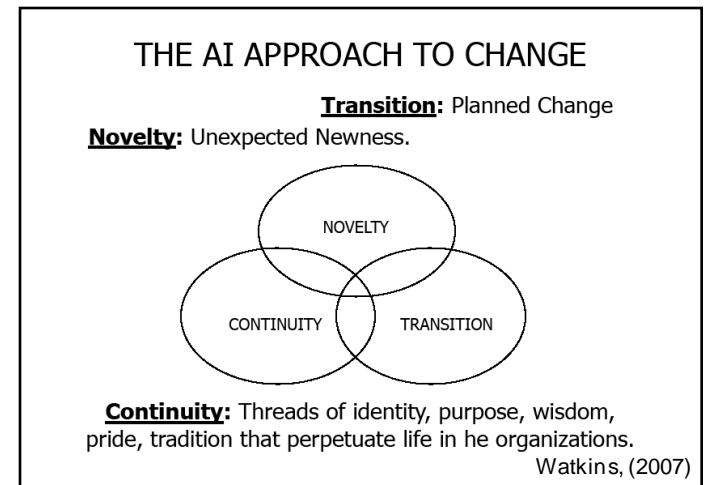 THE AI APPROACH TO CHANGE
Transition: Planned Change
Novelty: Unexpected Newness.
NOVELTY
CONTINUITY TRANSITION
Continuity: Threads of identity, purpose, wisdom,
pride, tradition that perpetuate life in he organizations.
Watkins, (2007)